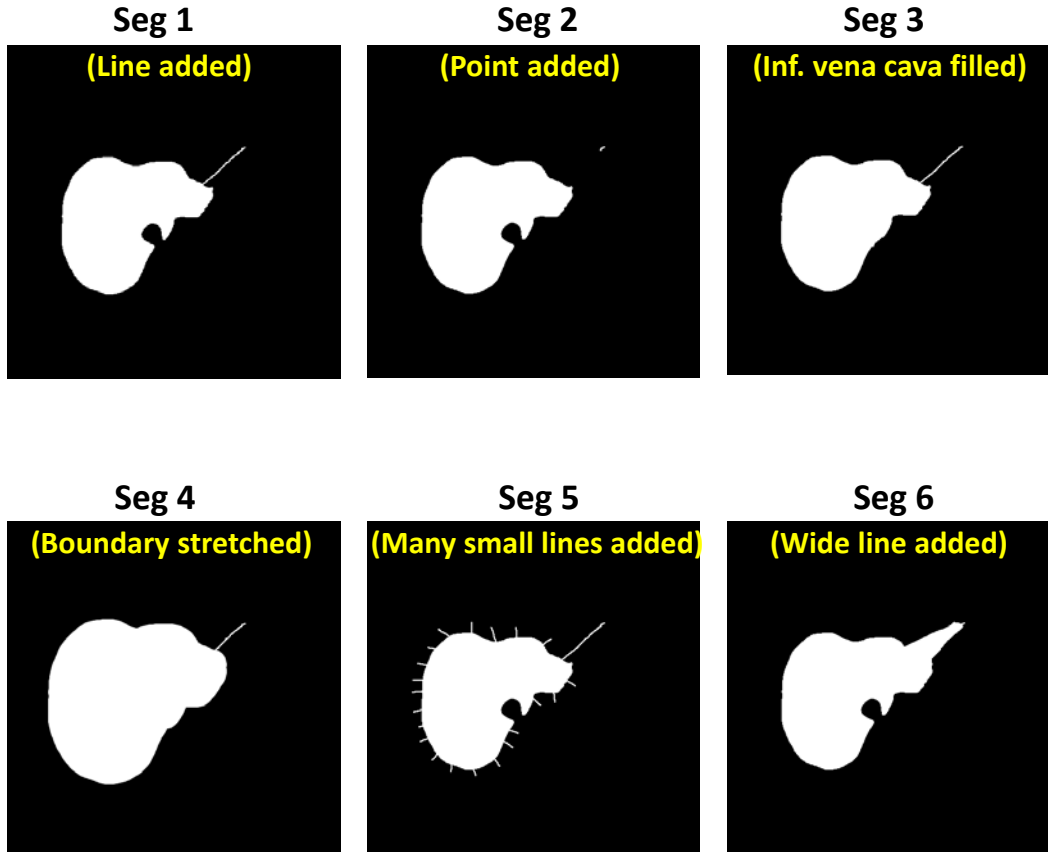 Seg 1
(Line added)
Seg 2
(Point added)
Seg 3
(Inf. vena cava filled)
Seg 4
(Boundary stretched)
Seg 5
(Many small lines added)
Seg 6
(Wide line added)